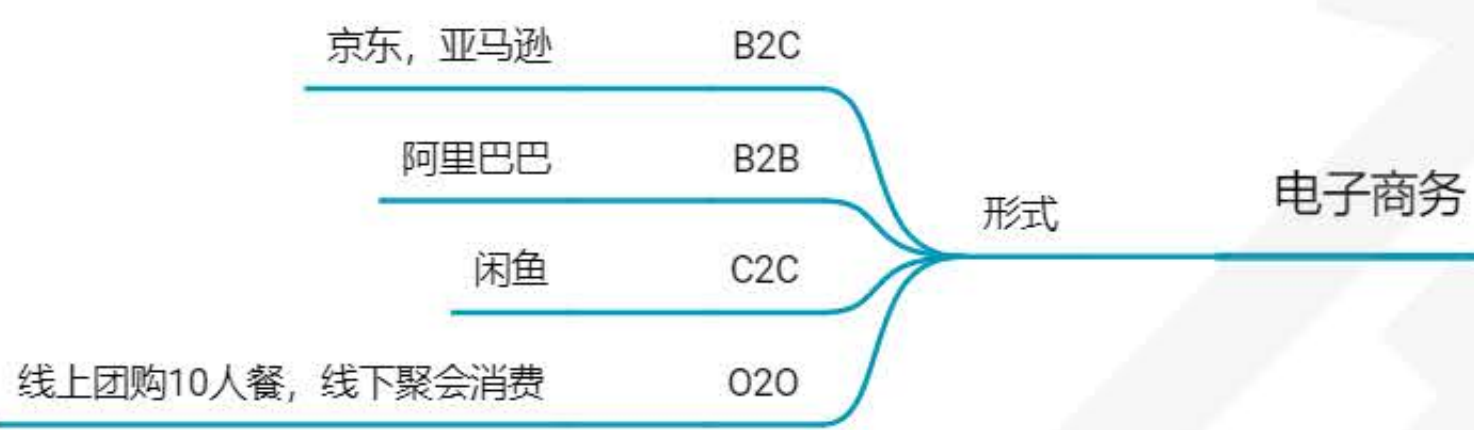 京东，亚马逊 B2C
阿里巴巴 B2B
闲鱼 C2C
线上团购10人餐，线下聚会消费 O2O
形式
电子商务